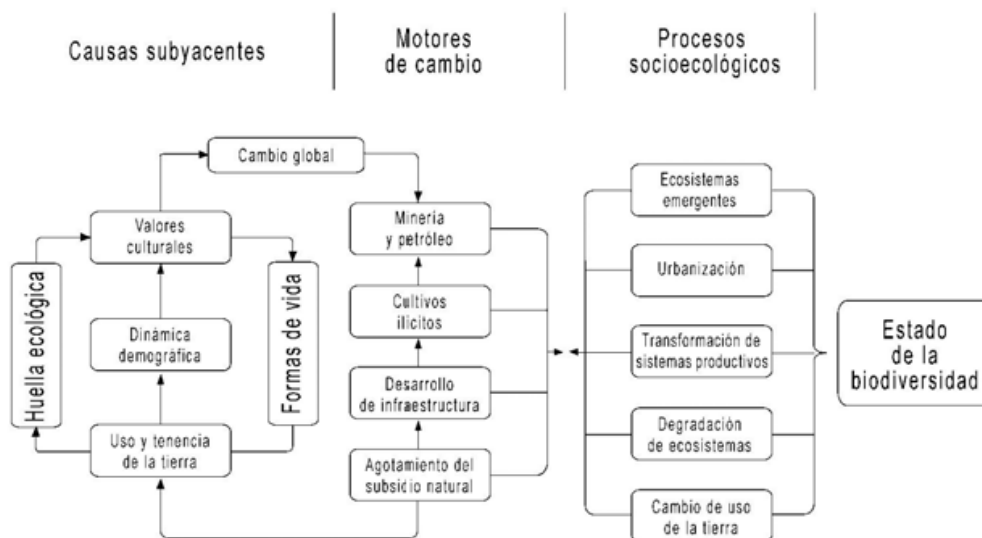 Causas subyacentes
Motores
de cambio
Procesos
socioecológicos
Cambio global
Valores
culturales
Huella ecológica
Formas de vida
Dinámica
demográfica
Uso y tenencia
de la tierra
Minería
y petróleo
Cultivos
ilícitos
Desarrollo
de infraestructura
Agotamiento del
subsidio natural
Ecosistemas
emergentes
Urbanización
Transformación de
sistemas productivos
Degradación
de ecosistemas
Cambio de uso
de la tierra
Estado
de la
biodiversidad